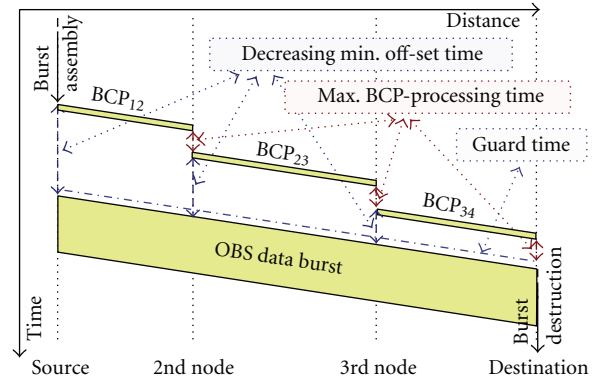 Distance
Burst
assembly
Decreasing min. off-set time
BCP₁₂
Max. BCP-processing time
Guard time
BCP₂₃
BCP₃₄
OBS data burst
Time
Burst
destruction
Source
2nd node
3rd node
Destination